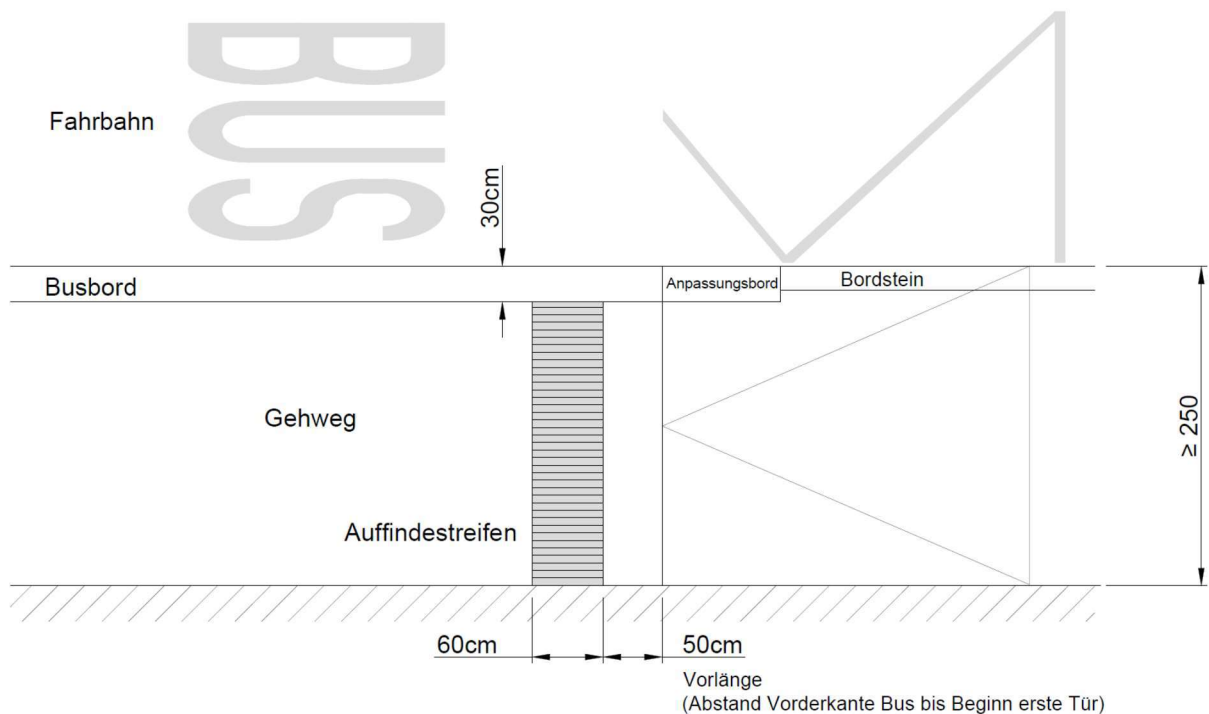 BUS
Fahrbahn
30cm
Busbord
Anpassungsbord
Bordstein
Gehweg
≥ 250
Auffindestreifen
60cm
50cm
Vorlänge
(Abstand Vorderkante Bus bis Beginn erste Tür)